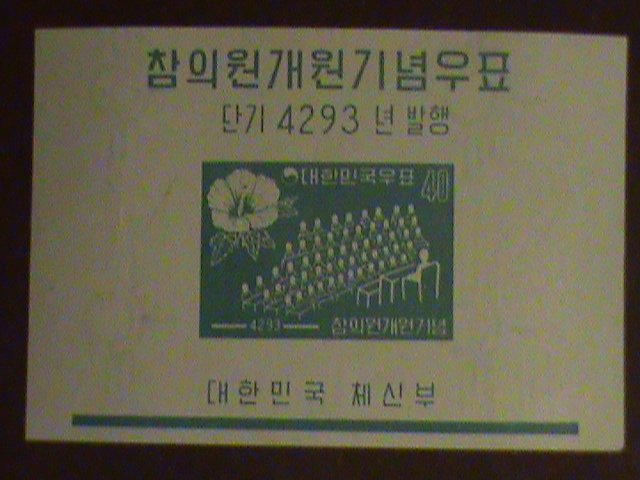 참의원개원기념우표
단기 4293 년 발행
대한민국우표 40
4293 참의원개원기념
대한민국 체신부